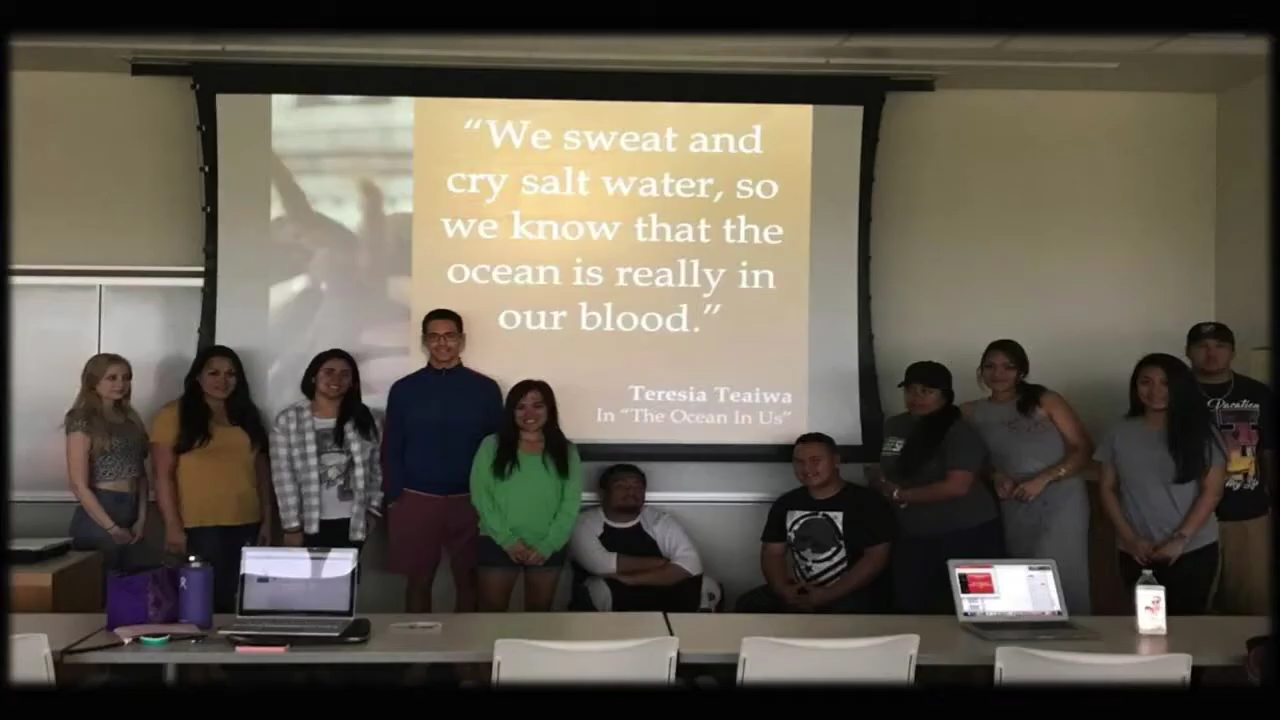 “We sweat and
cry salt water, so
we know that the
ocean is really in
our blood.”
Teresia Teaiwa
In “The Ocean In Us”
Vacation